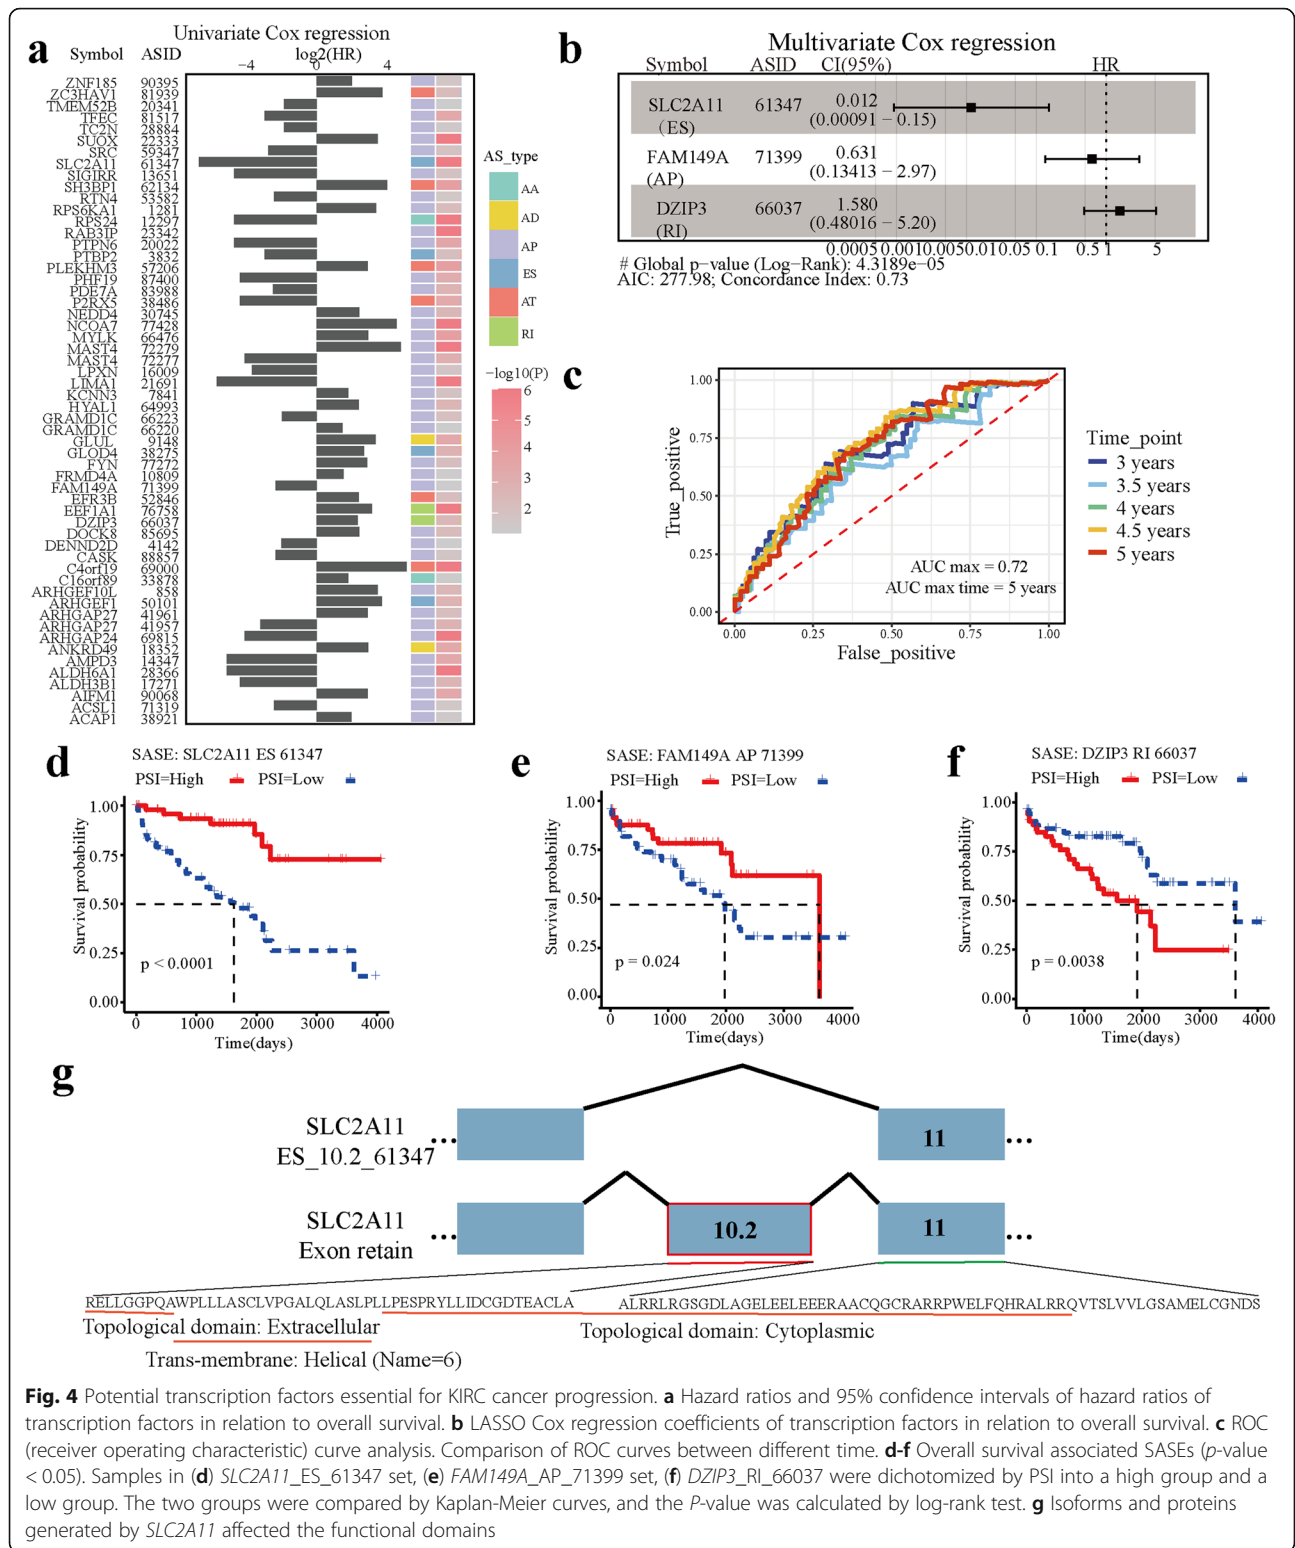 a
Univariate Cox regression
Symbol ASID log2(HR)
−4 0 4
ZNF185 90395
ZC3HAV1 81939
TMEM52B 20341
TFEC 81517
TC2N 28884
SUOX 22333
SRC 59347
SLC2A11 61347
SIGIRR 13651
SH3BP1 62134
RTN4 53582
RPS6KA1 1281
RPS24 12297
RAB3IP 23342
PTPN6 20022
PTBP2 3832
PLEKHM3 57206
PHF19 87400
PDE7A 83988
P2RX5 38486
NEDD4 30745
NCOA7 77428
MYLK 66476
MAST4 72279
MAST4 72277
LPXN 16009
LIMA1 21691
KCNN3 7841
HYAL1 64993
GRAMD1C 66223
GRAMD1C 66220
GLUL 9148
GLOD4 38275
FYN 77272
FRMD4A 10809
FAM149A 71399
EFR3B 52846
EEF1A1 76758
DZIP3 66037
DOCK8 85695
DENND2D 4142
CASK 88857
C4orf19 69000
C16orf89 33878
ARHGEF10L 858
ARHGEF1 50101
ARHGAP27 41961
ARHGAP27 41957
ARHGAP24 69815
ANKRD49 18352
AMPD3 14347
ALDH6A1 28366
ALDH3B1 17271
AIFM1 90068
ACSL1 71319
ACAP1 38921
AS_type
AA
AD
AP
ES
AT
RI
−log10(P)
6
5
4
3
2
b
Multivariate Cox regression
Symbol ASID CI(95%) HR
SLC2A11 61347 0.012
(ES) (0.00091 − 0.15)
FAM149A 71399 0.631
(AP) (0.13413 − 2.97)
DZIP3 66037 1.580
(RI) (0.48016 − 5.20)
0.0005 0.001 0.005 0.01 0.05 0.1 0.5 1 5
# Global p−value (Log−Rank): 4.3189e−05
AIC: 277.98; Concordance Index: 0.73
c
True_positive
1.00
0.75
0.50
0.25
0.00
AUC max = 0.72
AUC max time = 5 years
0.00 0.25 0.50 0.75 1.00
False_positive
Time_point
3 years
3.5 years
4 years
4.5 years
5 years
d
SASE: SLC2A11 ES 61347
PSI=High PSI=Low
Survival probability
1.00
0.75
0.50
0.25
0.00
p < 0.0001
0 1000 2000 3000 4000
Time(days)
e
SASE: FAM149A AP 71399
PSI=High PSI=Low
Survival probability
1.00
0.75
0.50
0.25
0.00
p = 0.024
0 1000 2000 3000 4000
Time(days)
f
SASE: DZIP3 RI 66037
PSI=High PSI=Low
Survival probability
1.00
0.75
0.50
0.25
0.00
p = 0.0038
0 1000 2000 3000 4000
Time(days)
g
SLC2A11
ES_10.2_61347
... 11 ...
SLC2A11
Exon retain
... 10.2 11 ...
RELLGGPQAWPLLLASCLVPGALQLASLPLLPESPRYLLIDCGDTEACLA ALRRLRGSGDLAGELEELEEERAACQGCRARRPWELFQHRALRRQVTSLVVLGSAMELCGNDS
Topological domain: Extracellular Topological domain: Cytoplasmic
Trans-membrane: Helical (Name=6)
Fig. 4 Potential transcription factors essential for KIRC cancer progression. a Hazard ratios and 95% confidence intervals of hazard ratios of
transcription factors in relation to overall survival. b LASSO Cox regression coefficients of transcription factors in relation to overall survival. c ROC
(receiver operating characteristic) curve analysis. Comparison of ROC curves between different time. d-f Overall survival associated SASEs (p-value
< 0.05). Samples in (d) SLC2A11_ES_61347 set, (e) FAM149A_AP_71399 set, (f) DZIP3_RI_66037 were dichotomized by PSI into a high group and a
low group. The two groups were compared by Kaplan-Meier curves, and the P-value was calculated by log-rank test. g Isoforms and proteins
generated by SLC2A11 affected the functional domains